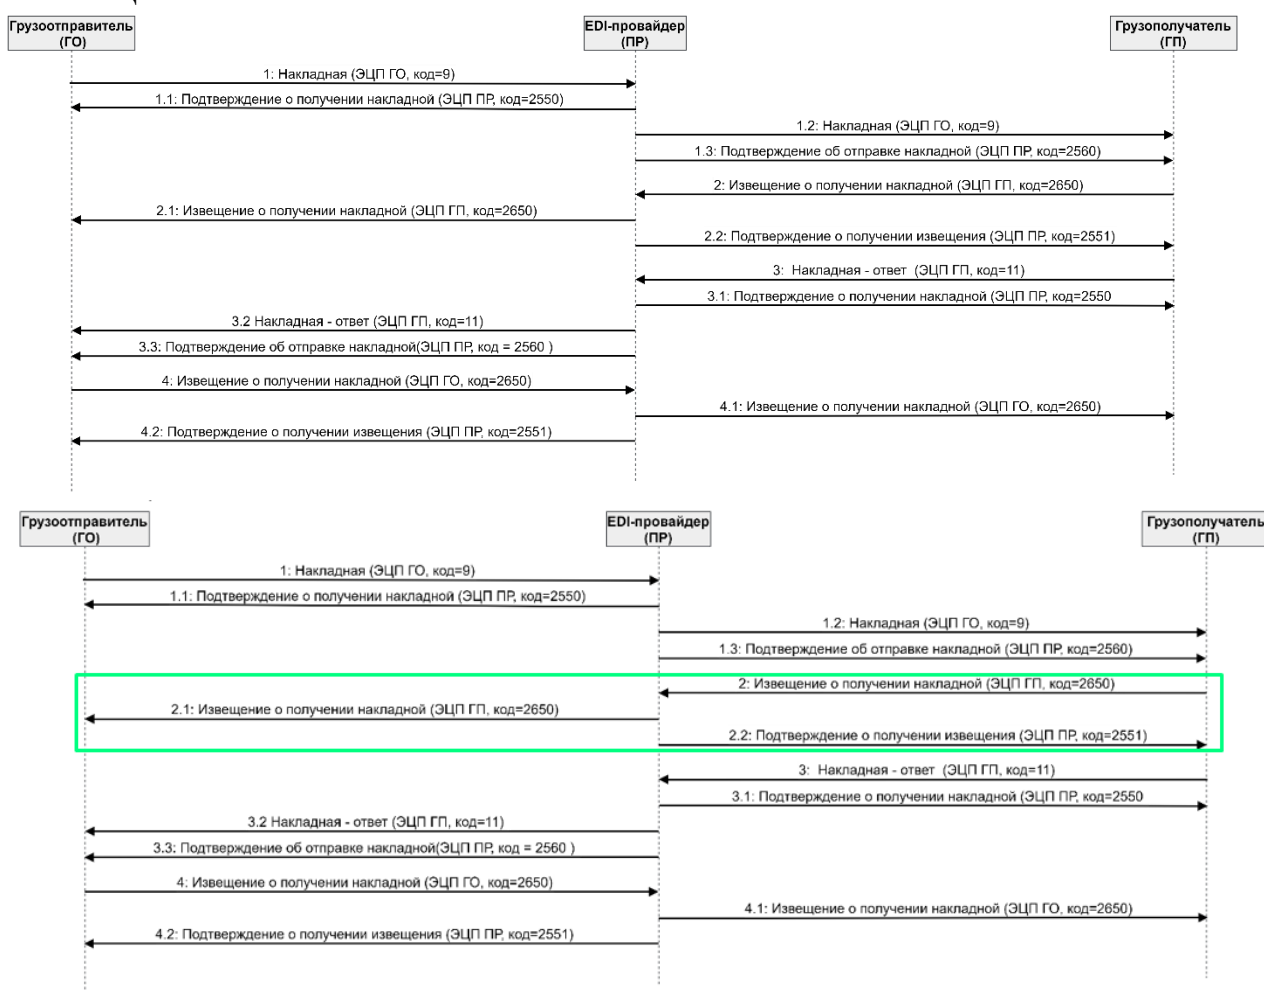 Грузоотправитель
(ГО)
EDI-провайдер
(ПР)
Грузополучатель
(ГП)
1: Накладная (ЭЦП ГО, код=9)
1.1: Подтверждение о получении накладной (ЭЦП ПР, код=2550)
1.2: Накладная (ЭЦП ГО, код=9)
1.3: Подтверждение об отправке накладной (ЭЦП ПР, код=2560)
2: Извещение о получении накладной (ЭЦП ГП, код=2650)
2.1: Извещение о получении накладной (ЭЦП ГП, код=2650)
2.2: Подтверждение о получении извещения (ЭЦП ПР, код=2551)
3:  Накладная - ответ  (ЭЦП ГП, код=11)
3.1: Подтверждение о получении накладной (ЭЦП ПР, код=2550
3.2 Накладная - ответ (ЭЦП ГП, код=11)
3.3: Подтверждение об отправке накладной(ЭЦП ПР, код = 2560 )
4: Извещение о получении накладной (ЭЦП ГО, код=2650)
4.1: Извещение о получении накладной (ЭЦП ГО, код=2650)
4.2: Подтверждение о получении извещения (ЭЦП ПР, код=2551)
Грузоотправитель
(ГО)
EDI-провайдер
(ПР)
Грузополучатель
(ГП)
1: Накладная (ЭЦП ГО, код=9)
1.1: Подтверждение о получении накладной (ЭЦП ПР, код=2550)
1.2: Накладная (ЭЦП ГО, код=9)
1.3: Подтверждение об отправке накладной (ЭЦП ПР, код=2560)
2: Извещение о получении накладной (ЭЦП ГП, код=2650)
2.1: Извещение о получении накладной (ЭЦП ГП, код=2650)
2.2: Подтверждение о получении извещения (ЭЦП ПР, код=2551)
3:  Накладная - ответ  (ЭЦП ГП, код=11)
3.1: Подтверждение о получении накладной (ЭЦП ПР, код=2550
3.2 Накладная - ответ (ЭЦП ГП, код=11)
3.3: Подтверждение об отправке накладной(ЭЦП ПР, код = 2560 )
4: Извещение о получении накладной (ЭЦП ГО, код=2650)
4.1: Извещение о получении накладной (ЭЦП ГО, код=2650)
4.2: Подтверждение о получении извещения (ЭЦП ПР, код=2551)